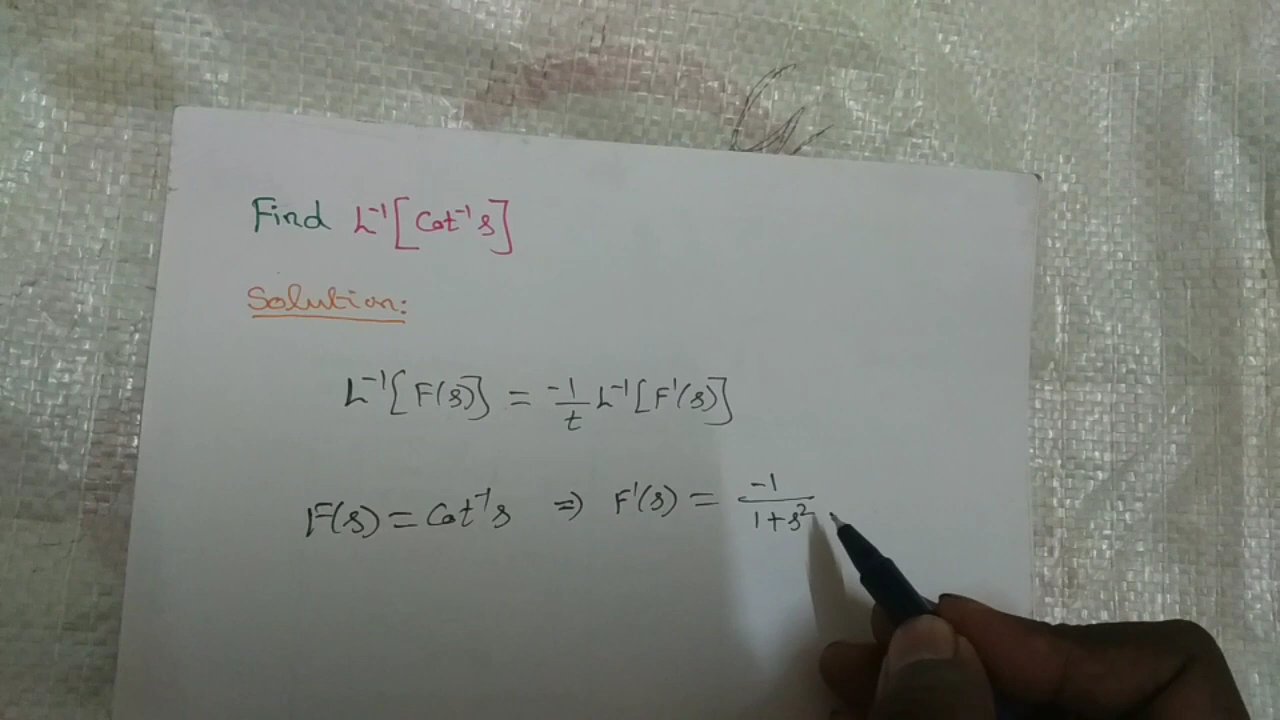 Find L⁻¹[Cot⁻¹s]
Solution:
L⁻¹[F(s)] = -1/t L⁻¹[F'(s)]
F(s) = Cot⁻¹s ⇒ F'(s) = -1/1+s²